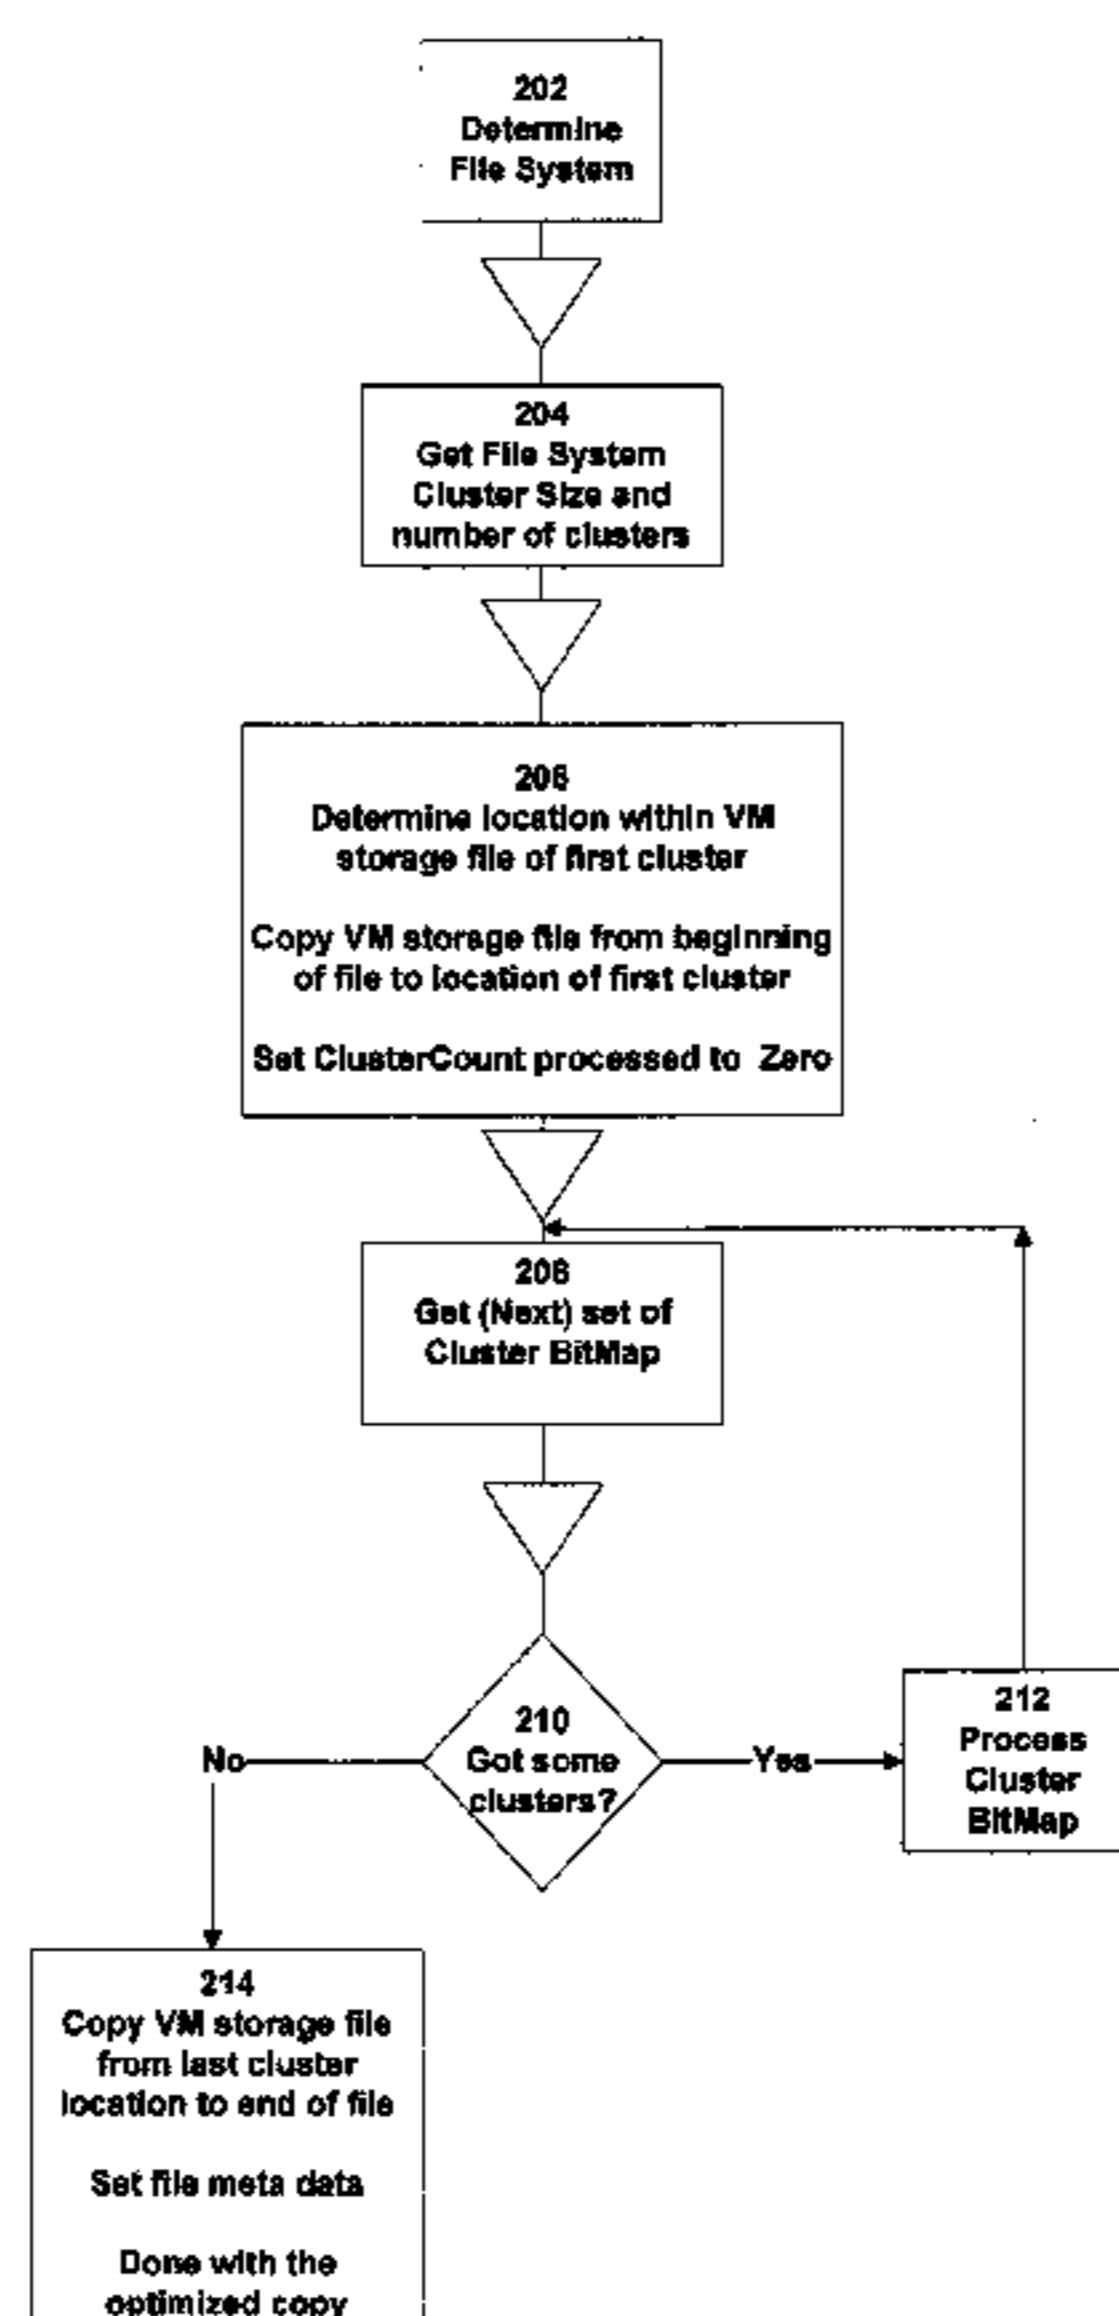 202
Determine
File System
204
Get File System
Cluster Size and
number of clusters
206
Determine location within VM
storage file of first cluster
Copy VM storage file from beginning
of file to location of first cluster
Set ClusterCount processed to Zero
208
Get (Next) set of
Cluster BitMap
210
Got some
clusters?
No
Yes
212
Process
Cluster
BitMap
214
Copy VM storage file
from last cluster
location to end of file
Set file meta data
Done with the
optimized copy